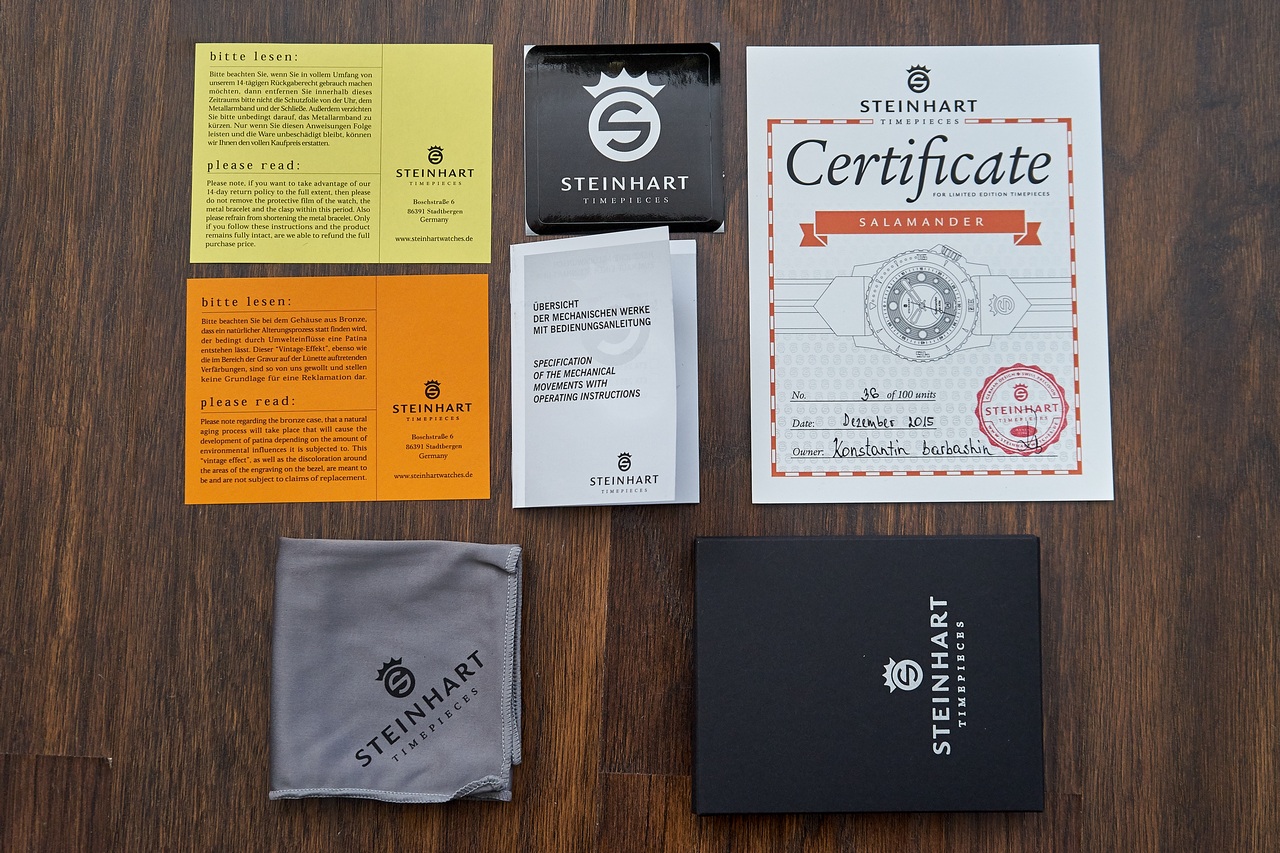 bitte lesen:
Bitte beachten Sie, wenn Sie in vollem Umfang von
unserem 14-tägigen Rückgaberecht gebrauch machen
möchten, dann entfernen Sie innerhalb dieses
Zeitraums bitte nicht die Schutzfolie von der Uhr, dem
Metallarmband und der Schließe. Außerdem verzichten
Sie bitte unbedingt darauf, das Metallarmband zu
kürzen. Nur wenn Sie diesen Anweisungen Folge
leisten und die Ware unbeschädigt bleibt, können
wir Ihnen den vollen Kaufpreis erstatten.
please read:
Please note, if you want to take advantage of our
14-day return policy to the full extent, then please
do not remove the protective film of the watch, the
metal bracelet and the clasp within this period. Also
please refrain from shortening the metal bracelet. Only
if you follow these instructions and the product
remains fully intact, are we able to refund the full
purchase price.
STEINHART
TIMEPIECES
Boschstraße 6
86391 Stadtbergen
Germany
www.steinhartwatches.de
STEINHART
TIMEPIECES
STEINHART
TIMEPIECES
Certificate
FOR LIMITED EDITION TIMEPIECES
SALAMANDER
No. 36 of 100 units
Date: Dezember 2015
Owner: Konstantin barbashin
STEINHART
bitte lesen:
Bitte beachten Sie bei dem Gehäuse aus Bronze,
dass ein natürlicher Alterungsprozess statt finden wird,
der bedingt durch Umwelteinflüsse eine Patina
entstehen lässt. Dieser "Vintage-Effekt", ebenso wie
die im Bereich der Gravur auf der Lünette auftretenden
Verfärbungen, sind so von uns gewollt und stellen
keine Grundlage für eine Reklamation dar.
please read:
Please note regarding the bronze case, that a natural
aging process will take place that will cause the
development of patina depending on the amount of
environmental influences it is subjected to. This
"vintage effect", as well as the discoloration around
the areas of the engraving on the bezel, are meant to
be and are not subject to claims of replacement.
STEINHART
TIMEPIECES
Boschstraße 6
86391 Stadtbergen
Germany
www.steinhartwatches.de
ÜBERSICHT
DER MECHANISCHEN WERKE
MIT BEDIENUNGSANLEITUNG
SPECIFICATION
OF THE MECHANICAL
MOVEMENTS WITH
OPERATING INSTRUCTIONS
STEINHART
TIMEPIECES
STEINHART
TIMEPIECES
STEINHART
TIMEPIECES